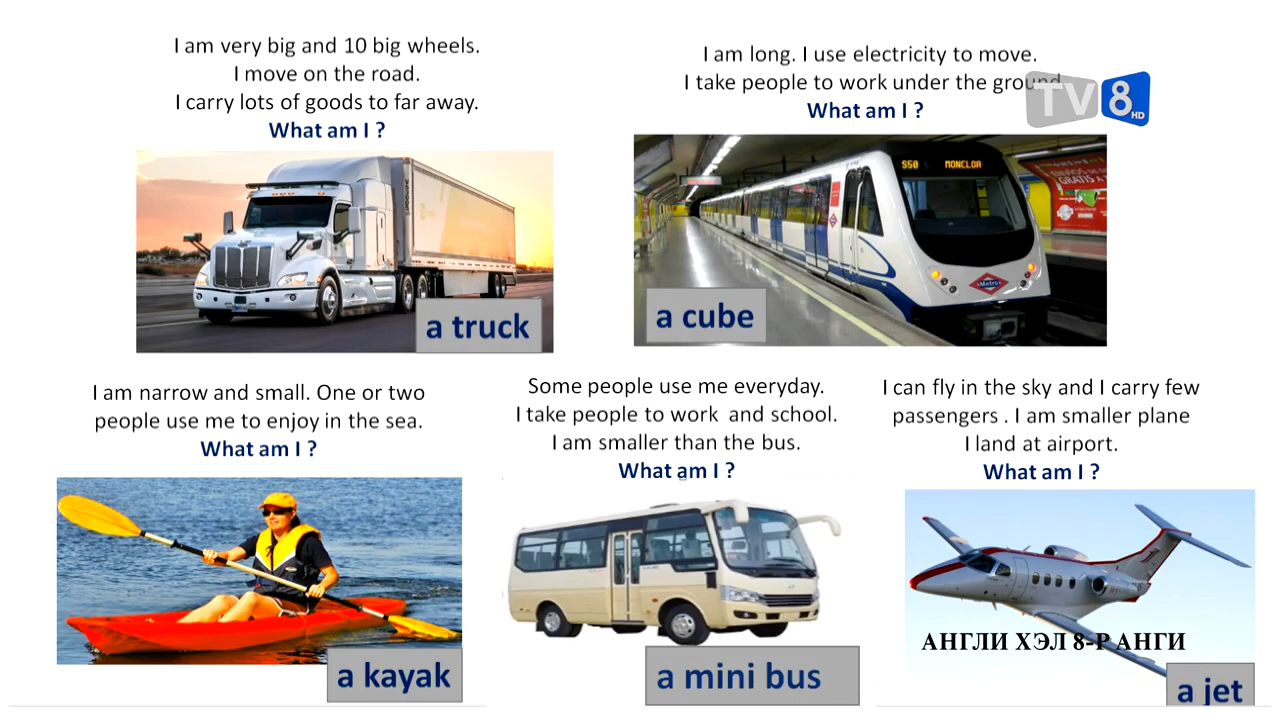 I am very big and 10 big wheels.
I move on the road.
I carry lots of goods to far away.
What am I ?
a truck
I am long. I use electricity to move.
I take people to work under the ground
What am I ?
TV8 HD
S50 MONCLOA
GRATIS A
Metro
a cube
I am narrow and small. One or two
people use me to enjoy in the sea.
What am I ?
a kayak
Some people use me everyday.
I take people to work and school.
I am smaller than the bus.
What am I ?
a mini bus
I can fly in the sky and I carry few
passengers . I am smaller plane
I land at airport.
What am I ?
АНГЛИ ХЭЛ 8-Р АНГИ
a jet